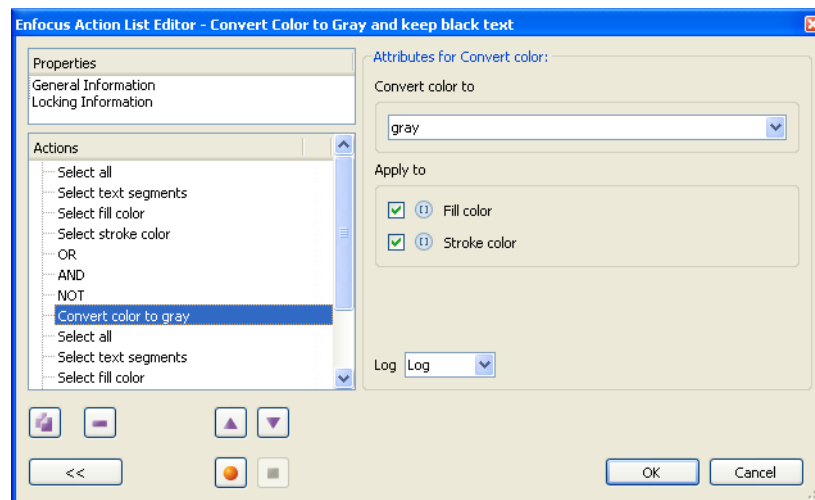 Enfocus Action List Editor - Convert Color to Gray and keep black text
Properties
General Information
Locking Information
Actions
Select all
Select text segments
Select fill color
Select stroke color
OR
AND
NOT
Convert color to gray
Select all
Select text segments
Select fill color
<<
Attributes for Convert color:
Convert color to
gray
Apply to
Fill color
Stroke color
Log Log
OK Cancel